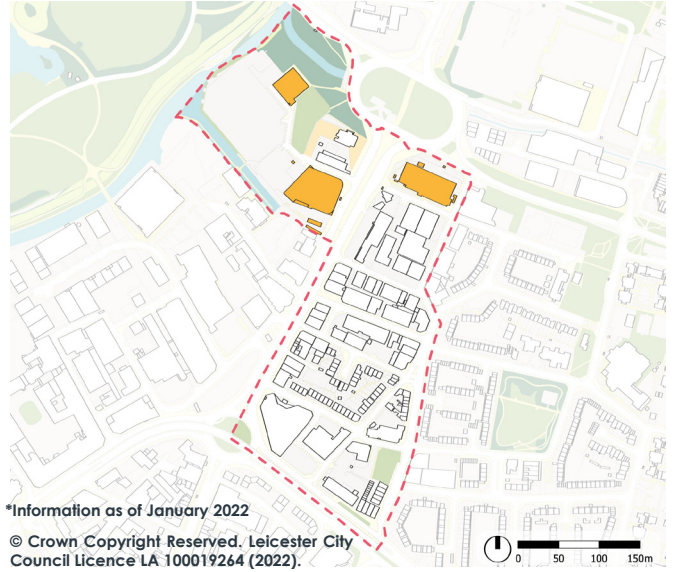 *Information as of January 2022
© Crown Copyright Reserved. Leicester City
Council Licence LA 100019264 (2022).
0 50 100 150m